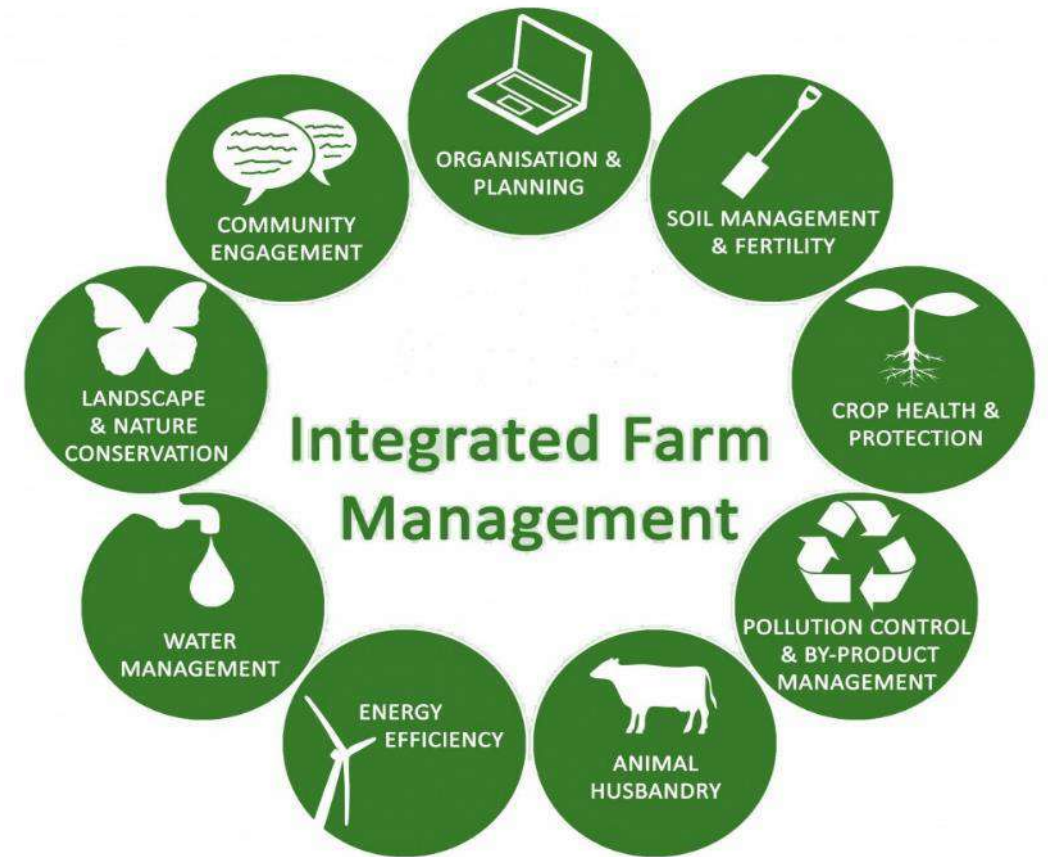 ORGANISATION &
PLANNING
SOIL MANAGEMENT
& FERTILITY
CROP HEALTH &
PROTECTION
POLLUTION CONTROL
& BY-PRODUCT
MANAGEMENT
ANIMAL
HUSBANDRY
ENERGY
EFFICIENCY
WATER
MANAGEMENT
LANDSCAPE
& NATURE
CONSERVATION
COMMUNITY
ENGAGEMENT
Integrated Farm
Management